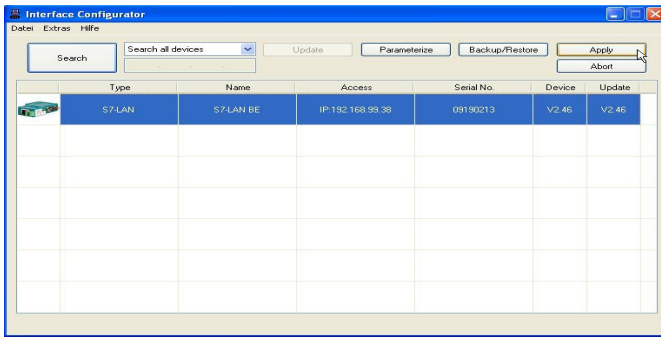 Interface Configurator
Datei Extras Hilfe
Search
Search all devices
Update
Parameterize
Backup/Restore
Apply
Abort
Type Name Access Serial No. Device Update
S7-LAN S7-LAN BE IP:192.168.99.38 09190213 V2.46 V2.46